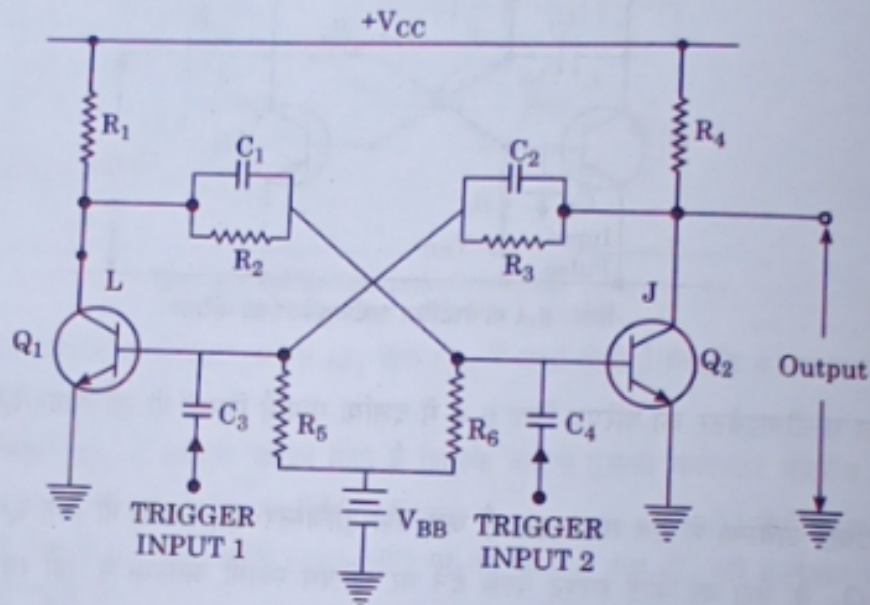 +VCC
R1
C1
C2
R4
R2
R3
L
J
Q1
Q2
Output
C3
R5
R6
C4
VBB
TRIGGER
INPUT 1
TRIGGER
INPUT 2